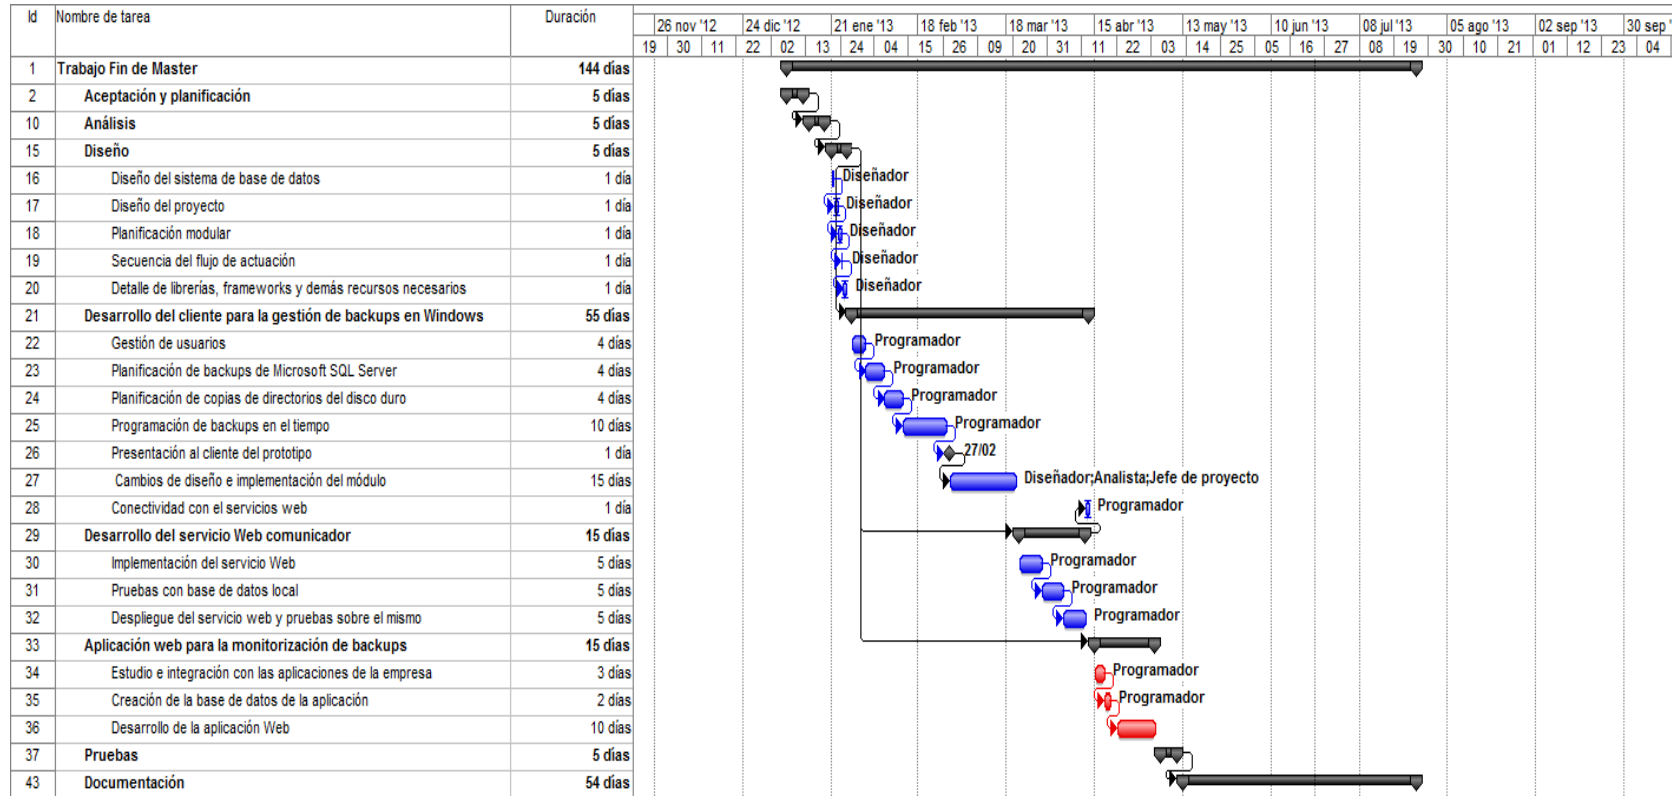 Id Nombre de tarea Duración
26 nov '12 24 dic '12 21 ene '13 18 feb '13 18 mar '13 15 abr '13 13 may '13 10 jun '13 08 jul '13 05 ago '13 02 sep '13 30 sep '
19 30 11 22 02 13 24 04 15 26 09 20 31 11 22 03 14 25 05 16 27 08 19 30 10 21 01 12 23 04
1 Trabajo Fin de Master 144 días
2 Aceptación y planificación 5 días
10 Análisis 5 días
15 Diseño 5 días
16 Diseño del sistema de base de datos 1 día Diseñador
17 Diseño del proyecto 1 día Diseñador
18 Planificación modular 1 día Diseñador
19 Secuencia del flujo de actuación 1 día Diseñador
20 Detalle de librerías, frameworks y demás recursos necesarios 1 día Diseñador
21 Desarrollo del cliente para la gestión de backups en Windows 55 días
22 Gestión de usuarios 4 días Programador
23 Planificación de backups de Microsoft SQL Server 4 días Programador
24 Planificación de copias de directorios del disco duro 4 días Programador
25 Programación de backups en el tiempo 10 días Programador
26 Presentación al cliente del prototipo 1 día 27/02
27 Cambios de diseño e implementación del módulo 15 días Diseñador;Analista;Jefe de proyecto
28 Conectividad con el servicios web 1 día Programador
29 Desarrollo del servicio Web comunicador 15 días
30 Implementación del servicio Web 5 días Programador
31 Pruebas con base de datos local 5 días Programador
32 Despliegue del servicio web y pruebas sobre el mismo 5 días Programador
33 Aplicación web para la monitorización de backups 15 días
34 Estudio e integración con las aplicaciones de la empresa 3 días Programador
35 Creación de la base de datos de la aplicación 2 días Programador
36 Desarrollo de la aplicación Web 10 días
37 Pruebas 5 días
43 Documentación 54 días